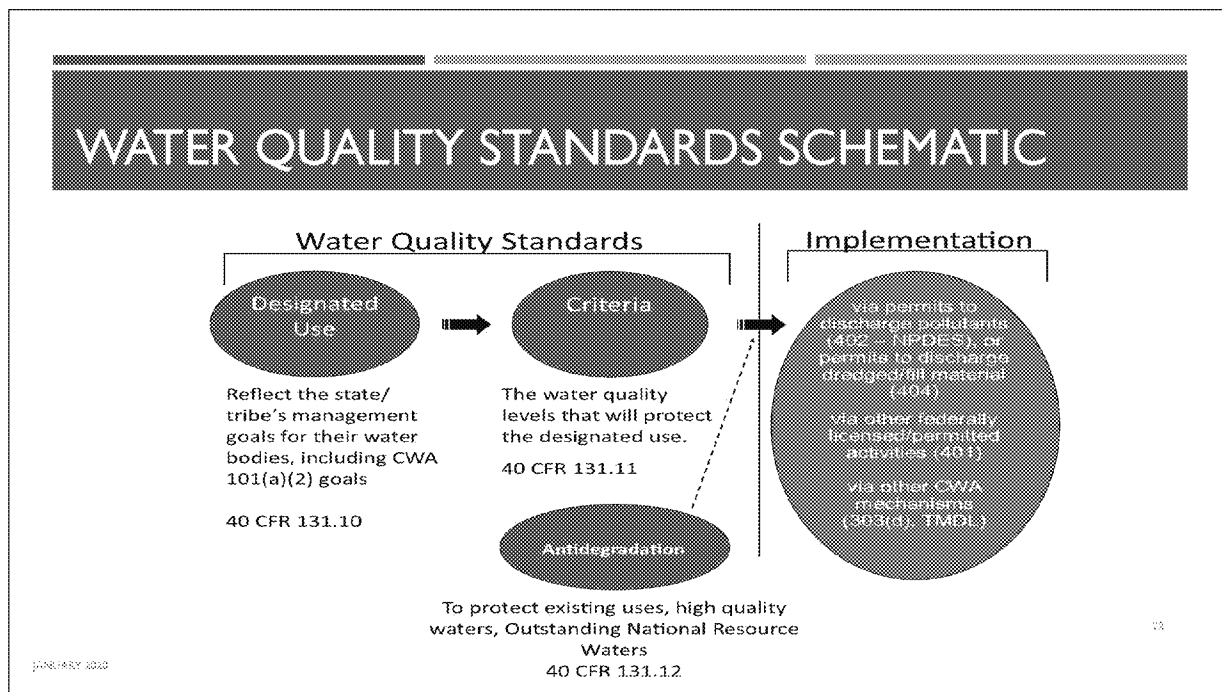 WATER QUALITY STANDARDS SCHEMATIC
Water Quality Standards
Designated
Use
Reflect the state/
tribe's management
goals for their water
bodies, including CWA
101(a)(2) goals
40 CFR 131.10
Criteria
The water quality
levels that will protect
the designated use.
40 CFR 131.11
Antidegradation
To protect existing uses, high quality
waters, Outstanding National Resource
Waters
40 CFR 131.12
Implementation
via permits to
discharge pollutants
(402 – NPDES), or
permits to discharge
dredged/fill material
(404)
via other federally
licensed/permitted
activities (401)
via other CWA
mechanisms
(303(d), TMDL)
JANUARY 2020